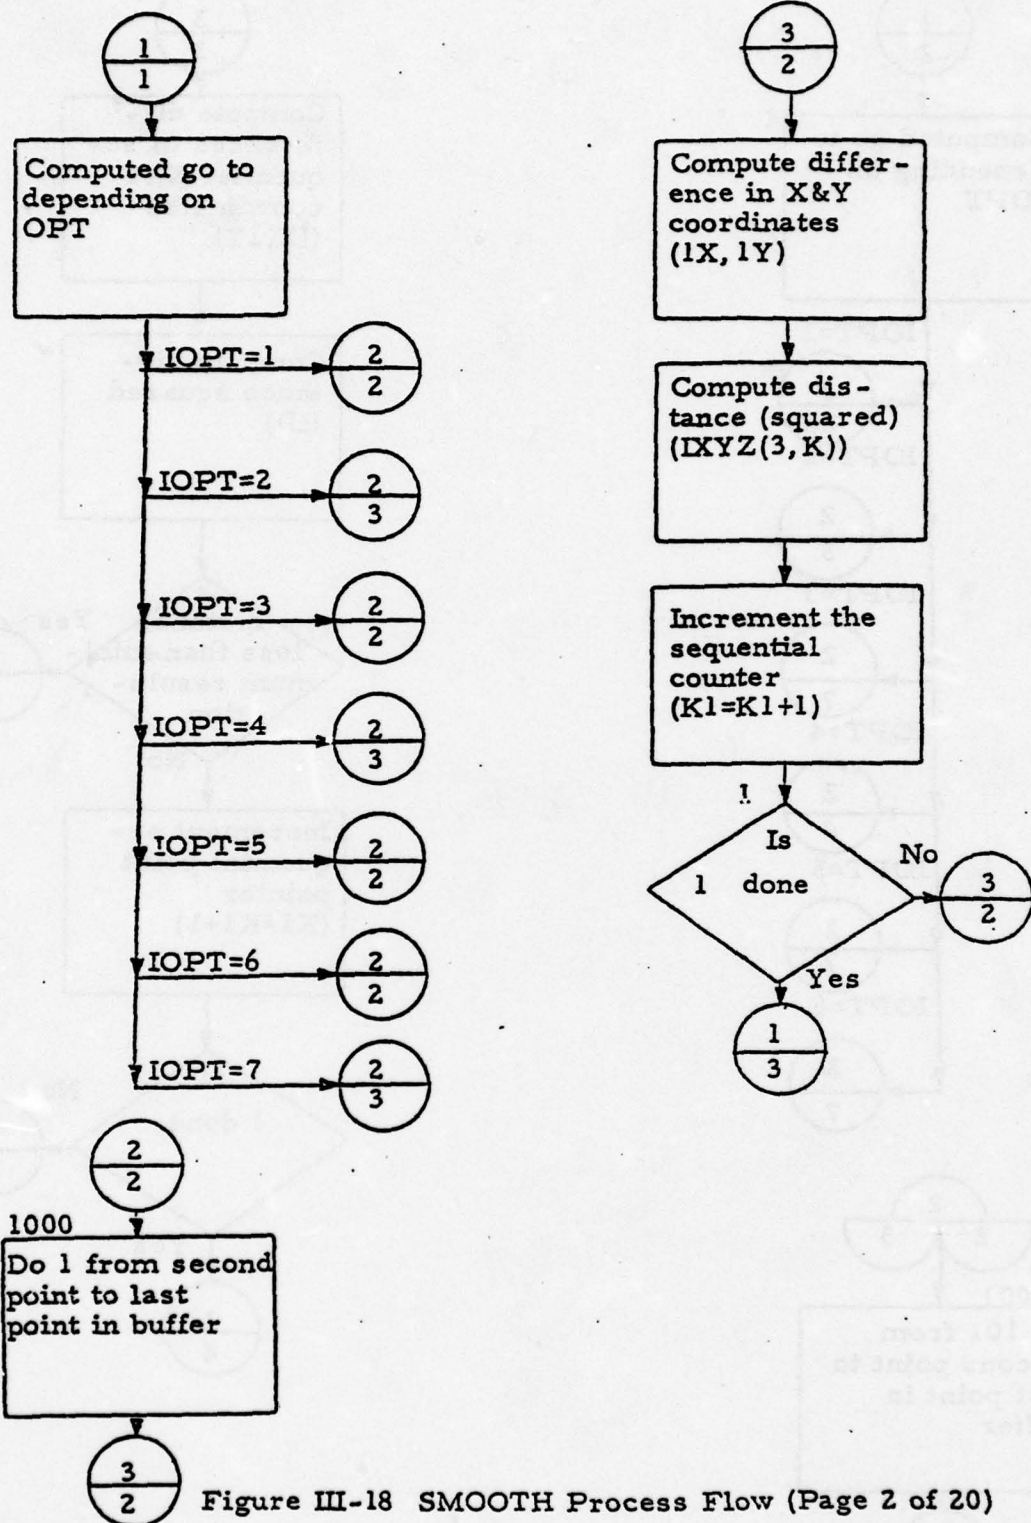 1
1
Computed go to
depending on
OPT
IOPT=1
2
2
IOPT=2
2
3
IOPT=3
2
2
IOPT=4
2
3
IOPT=5
2
2
IOPT=6
2
2
IOPT=7
2
3
2
2
1000
Do 1 from second
point to last
point in buffer
3
2
3
2
Compute differ-
ence in X&Y
coordinates
(1X, 1Y)
Compute dis-
tance (squared)
(IXYZ(3,K))
Increment the
sequential
counter
(K1=K1+1)
1
Is
1 done
No
3
2
Yes
1
3
Figure III-18 SMOOTH Process Flow (Page 2 of 20)